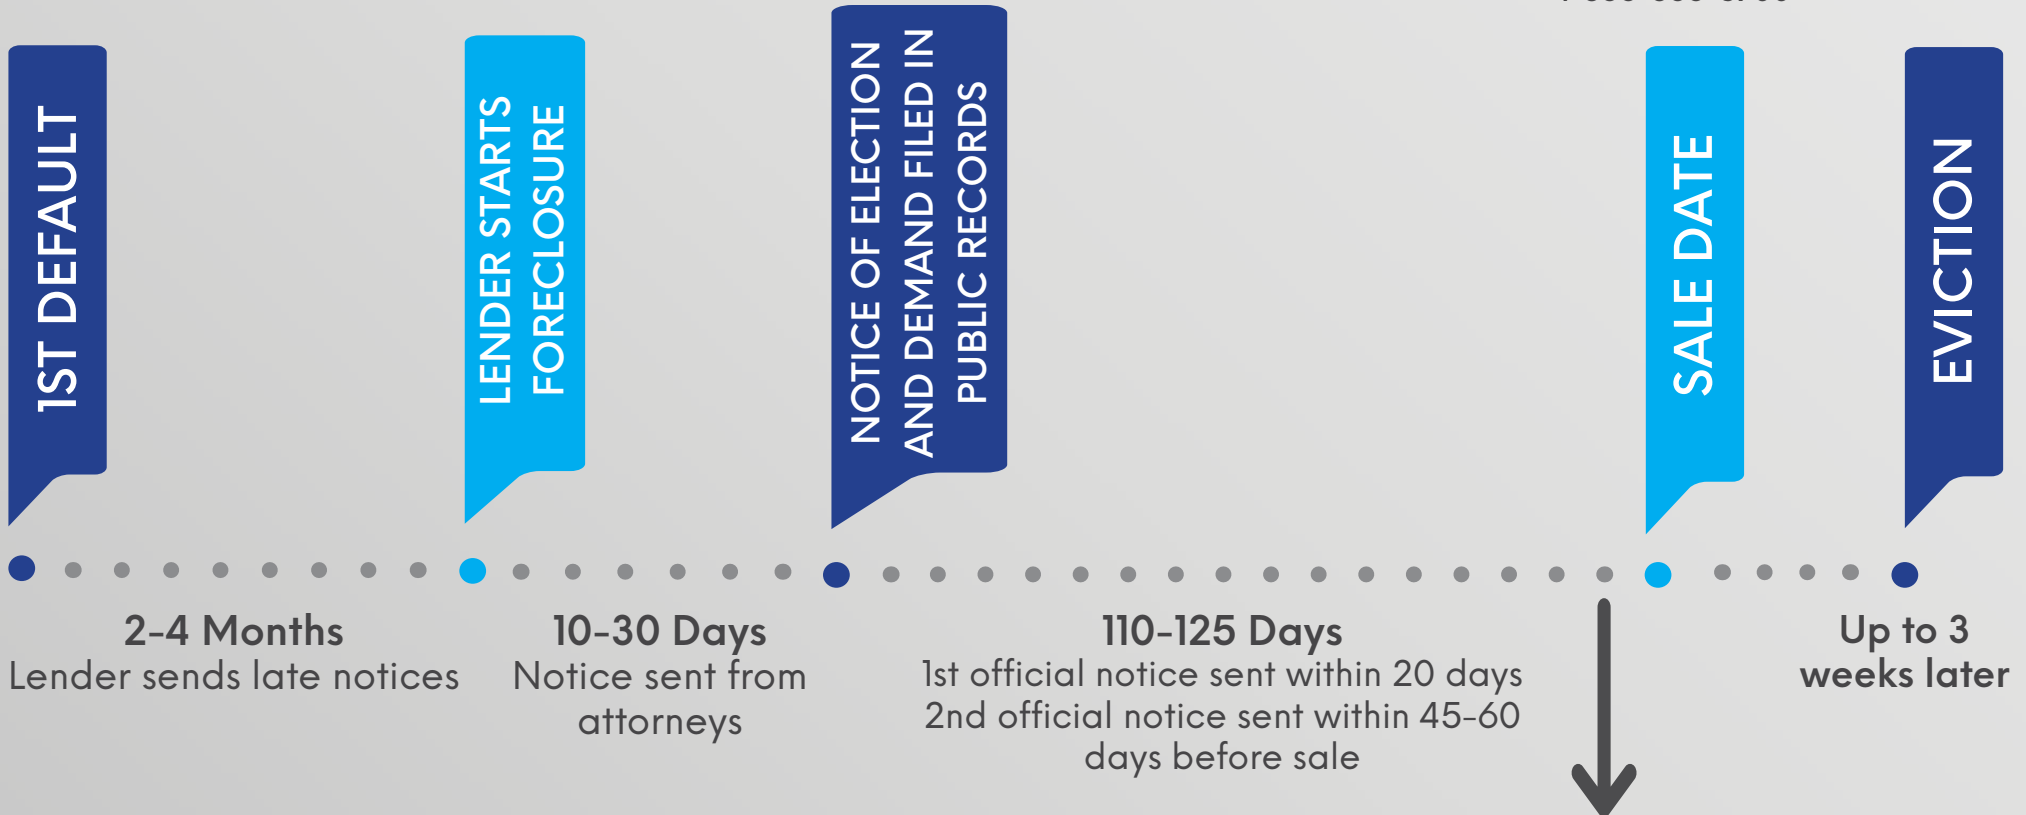 1ST DEFAULT
LENDER STARTS
FORECLOSURE
NOTICE OF ELECTION
AND DEMAND FILED IN
PUBLIC RECORDS
SALE DATE
EVICTION
2-4 Months
Lender sends late notices
10-30 Days
Notice sent from
attorneys
110-125 Days
1st official notice sent within 20 days
2nd official notice sent within 45-60
days before sale
Up to 3
weeks later